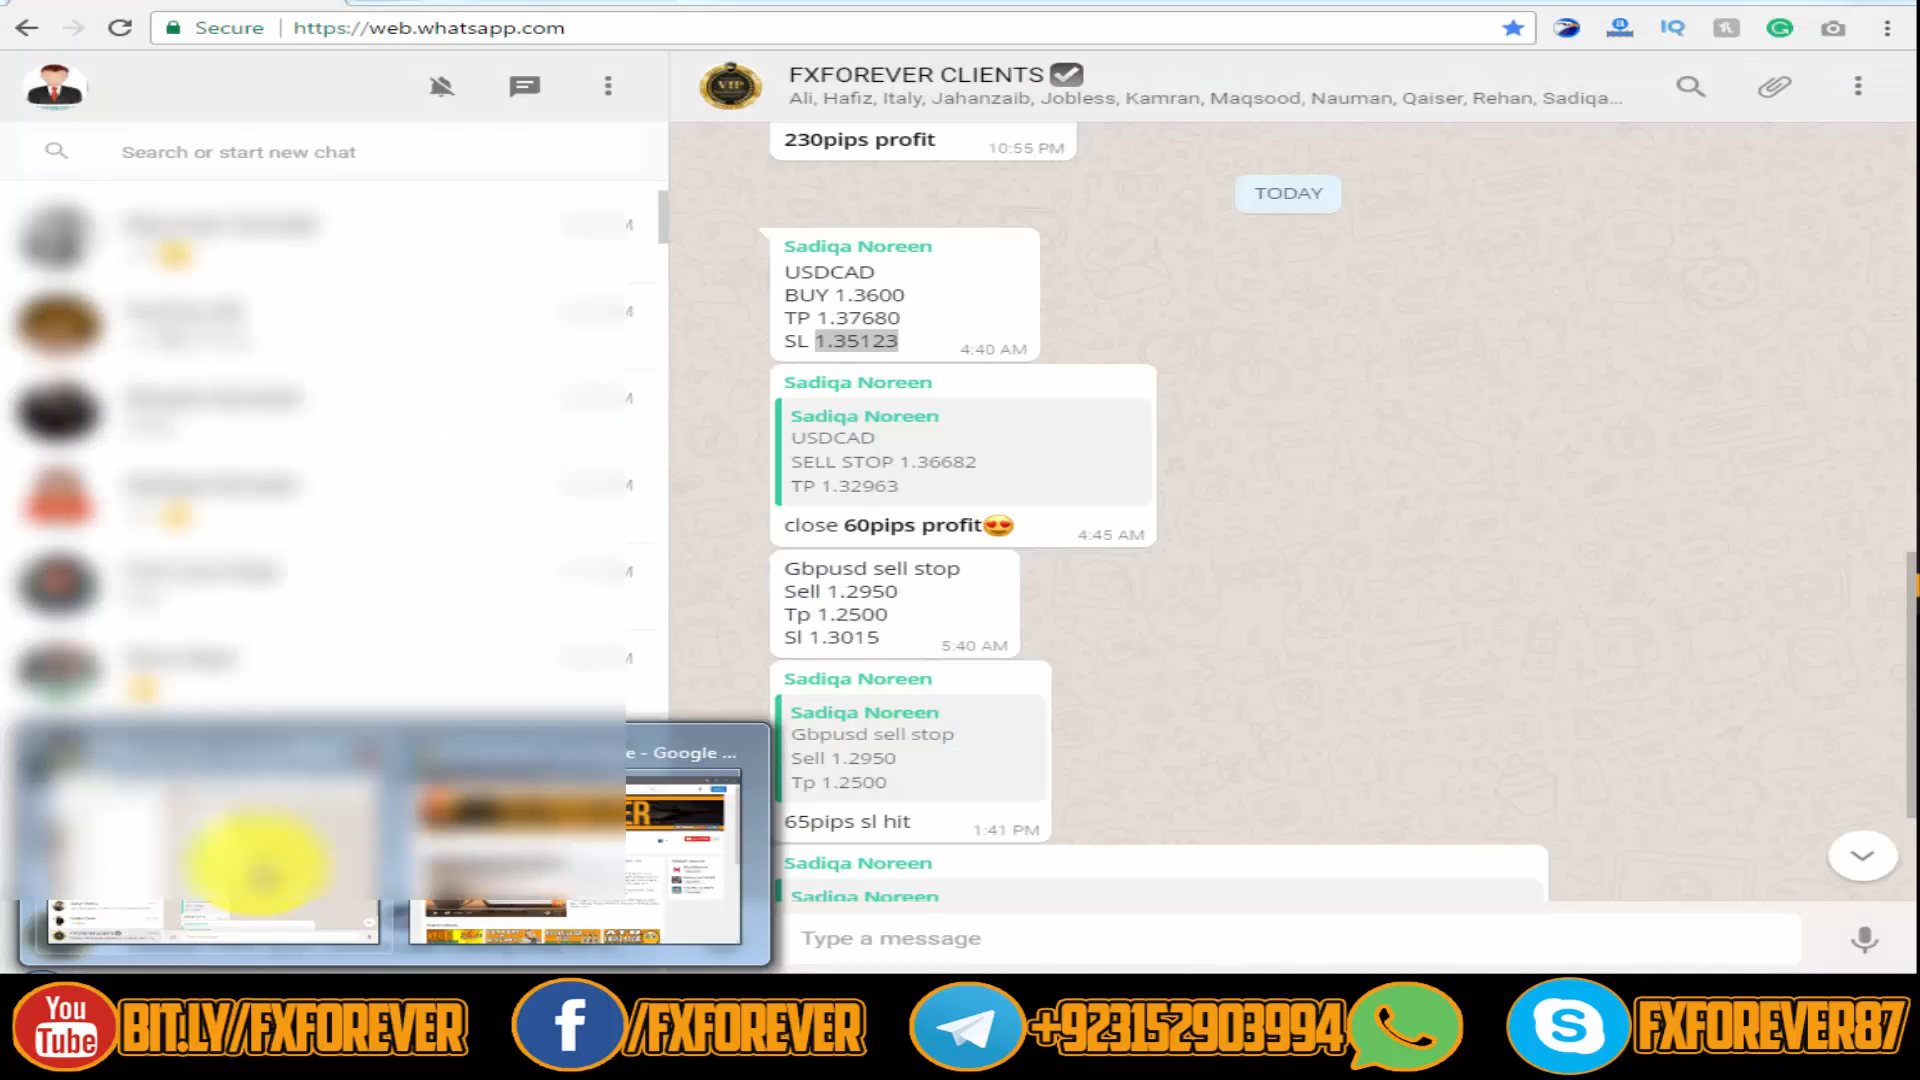 Secure
https://web.whatsapp.com
IQ
VIP
FXFOREVER CLIENTS
Ali, Hafiz, Italy, Jahanzaib, Jobless, Kamran, Maqsood, Nauman, Qaiser, Rehan, Sadiqa...
Search or start new chat
230pips profit
10:55 PM
TODAY
Sadiqa Noreen
USDCAD
BUY 1.3600
TP 1.37680
SL 1.35123
4:40 AM
Sadiqa Noreen
Sadiqa Noreen
USDCAD
SELL STOP 1.36682
TP 1.32963
close 60pips profit😍
4:45 AM
Gbpusd sell stop
Sell 1.2950
Tp 1.2500
Sl 1.3015
5:40 AM
Sadiqa Noreen
Sadiqa Noreen
Gbpusd sell stop
Sell 1.2950
Tp 1.2500
65pips sl hit
1:41 PM
Sadiqa Noreen
Sadiqa Noreen
e - Google ...
Type a message
You
Tube
BIT.LY/FXFOREVER
f
/FXFOREVER
+923152903994
S
FXFOREVER87